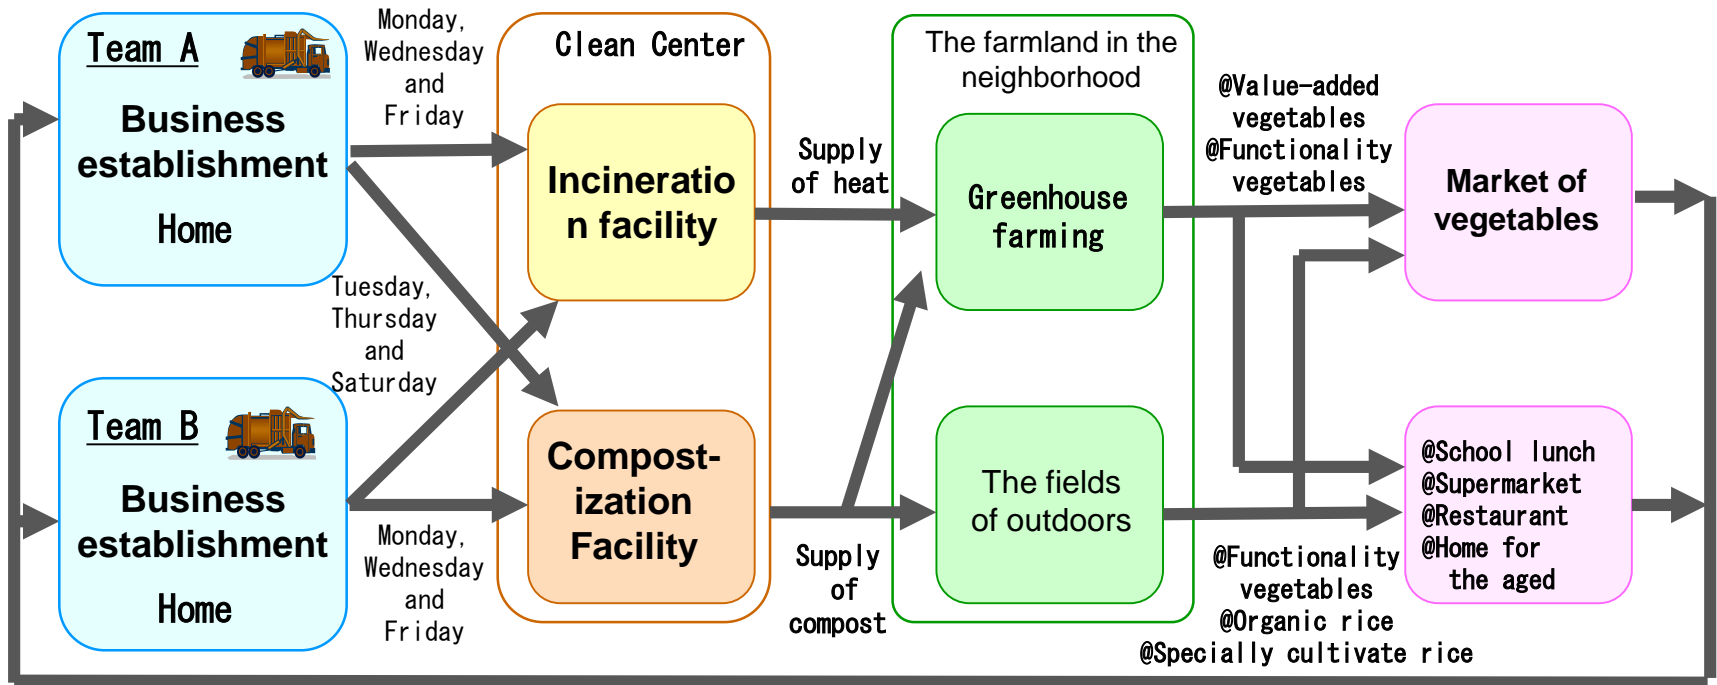 Team A
Business
establishment
Home
Monday,
Wednesday
and
Friday
Tuesday,
Thursday
and
Saturday
Team B
Business
establishment
Home
Monday,
Wednesday
and
Friday
Clean Center
Incineratio
n facility
Compost-
ization
Facility
Supply
of heat
Supply
of
compost
The farmland in the
neighborhood
Greenhouse
farming
The fields
of outdoors
@Value-added
vegetables
@Functionality
vegetables
@Functionality
vegetables
@Organic rice
@Specially cultivate rice
Market of
vegetables
@School lunch
@Supermarket
@Restaurant
@Home for
the aged